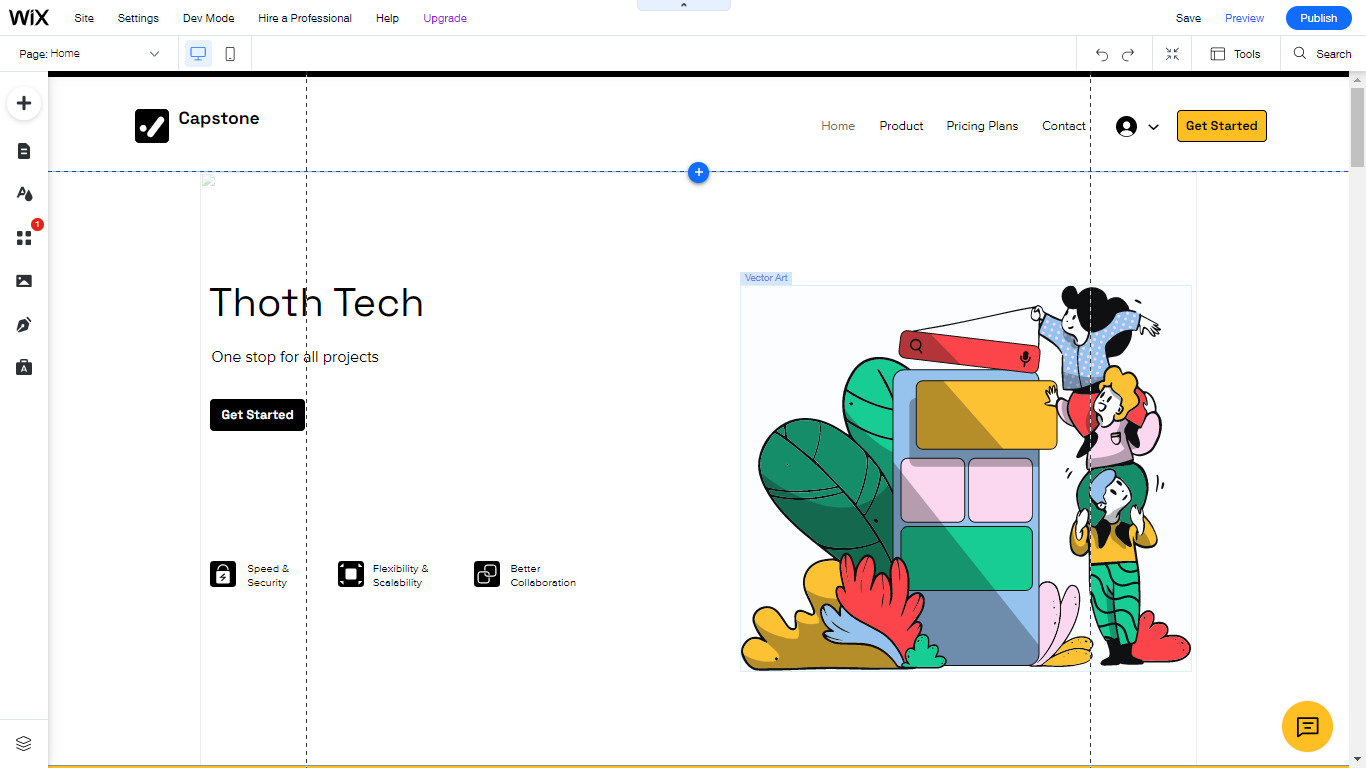 WiX
Site
Settings
Dev Mode
Hire a Professional
Help
Upgrade
Save
Preview
Publish
Page: Home
Tools
Search
Capstone
Home
Product
Pricing Plans
Contact
Get Started
1
Vector Art
Thoth Tech
One stop for all projects
Get Started
A
Speed &
Security
Flexibility &
Scalability
Better
Collaboration